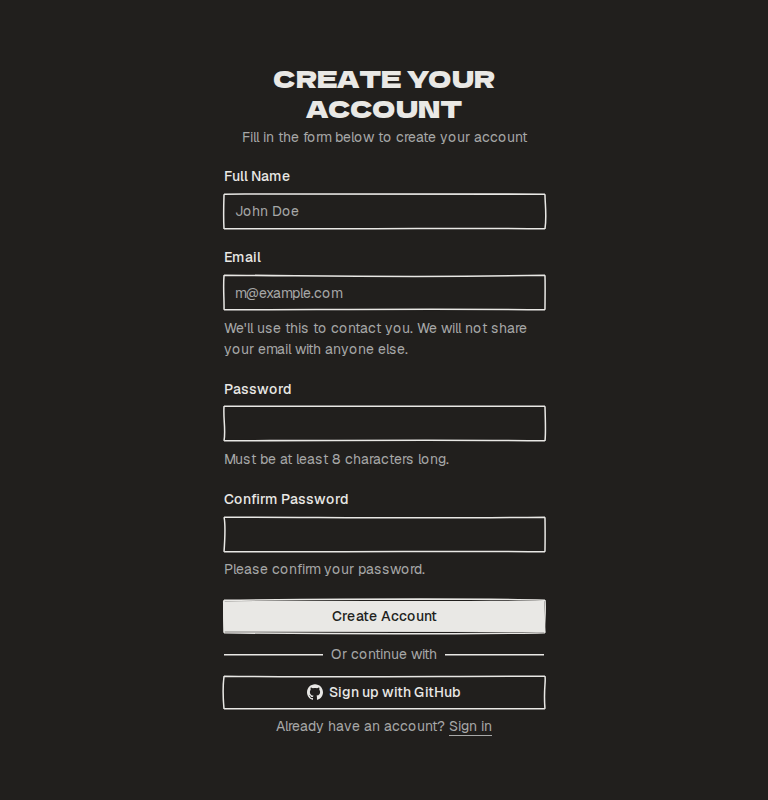 CREATE YOUR
ACCOUNT
Fill in the form below to create your account
Full Name
John Doe
Email
m@example.com
We'll use this to contact you. We will not share
your email with anyone else.
Password
Must be at least 8 characters long.
Confirm Password
Please confirm your password.
Create Account
Or continue with
Sign up with GitHub
Already have an account? Sign in